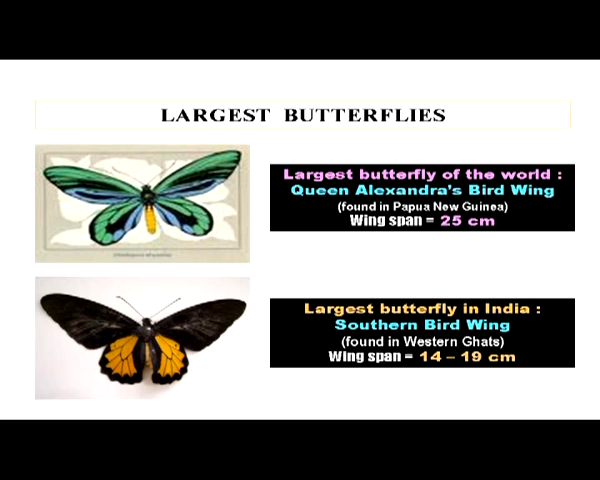 LARGEST BUTTERFLIES
Largest butterfly of the world :
Queen Alexandra's Bird Wing
(found in Papua New Guinea)
Wing span = 25 cm
Largest butterfly in India :
Southern Bird Wing
(found in Western Ghats)
Wing span = 14 – 19 cm